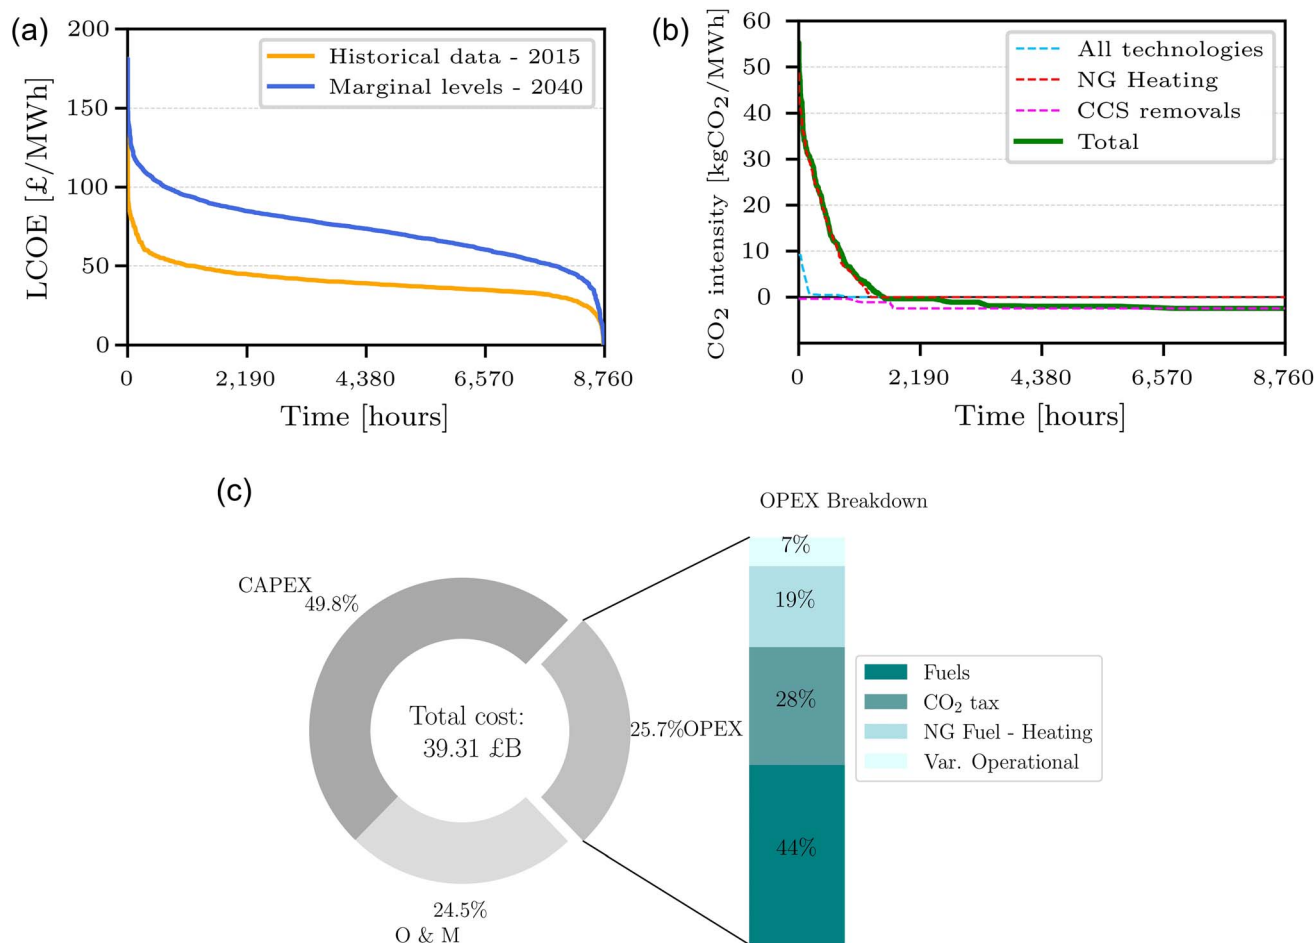 (a)
200
150
100
50
0
LCOE [£/MWh]
Historical data - 2015
Marginal levels - 2040
0 2,190 4,380 6,570 8,760
Time [hours]
(b)
60
50
40
30
20
10
0
CO₂ intensity [kgCO₂/MWh]
All technologies
NG Heating
CCS removals
Total
0 2,190 4,380 6,570 8,760
Time [hours]
(c)
CAPEX
49.8%
Total cost:
39.31 £B
25.7%OPEX
24.5%
O & M
OPEX Breakdown
7%
19%
28%
44%
Fuels
CO₂ tax
NG Fuel - Heating
Var. Operational